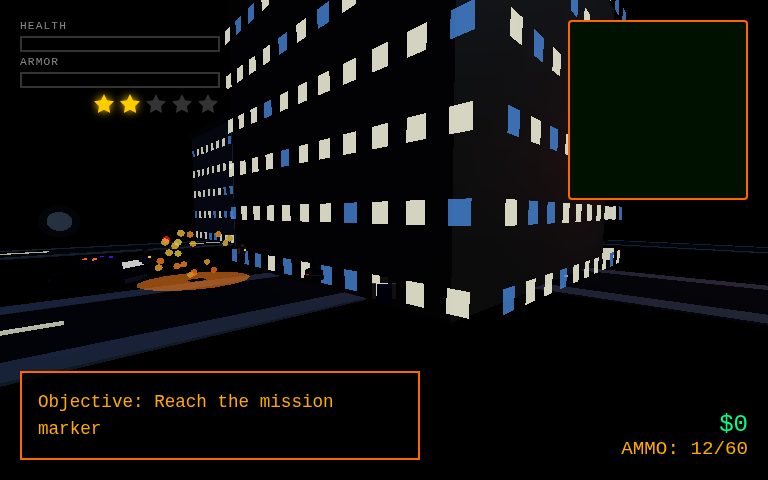 HEALTH
ARMOR
Objective: Reach the mission
marker
$0
AMMO: 12/60